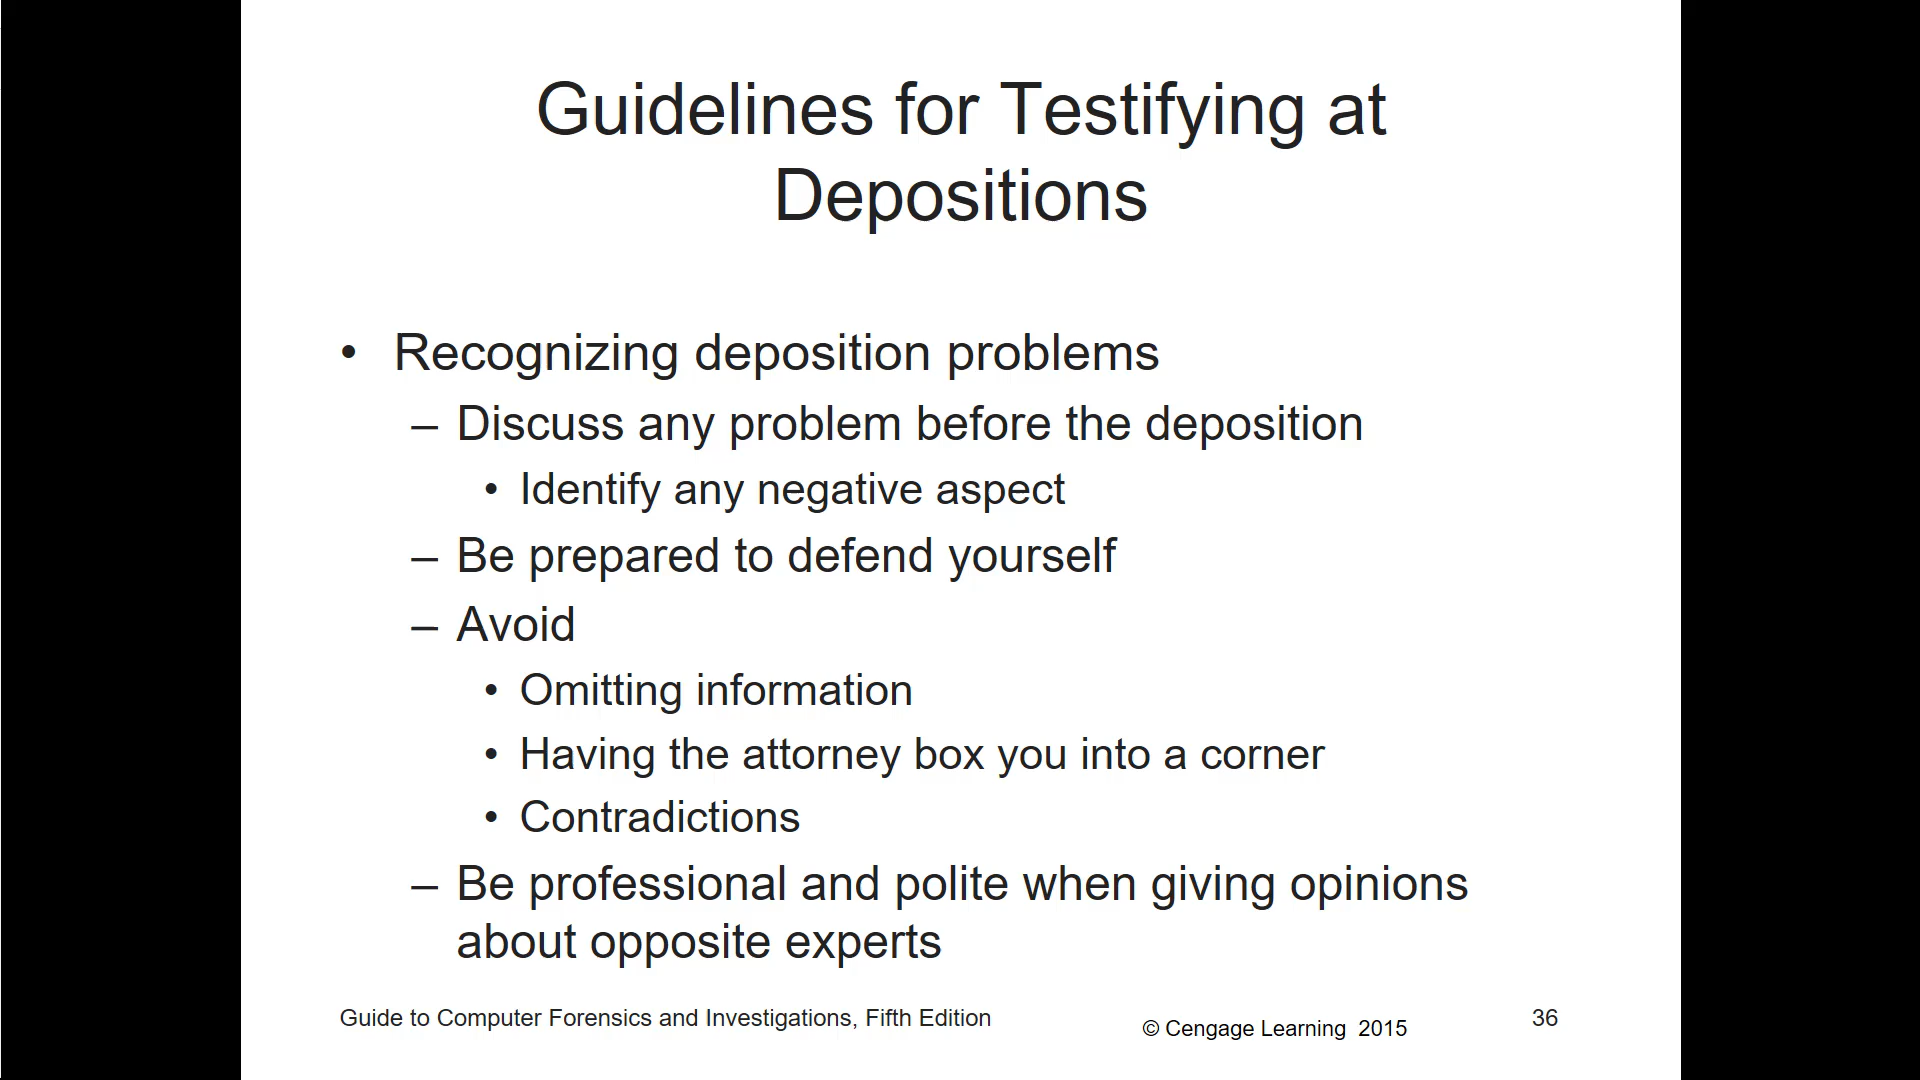 Guidelines for Testifying at
Depositions
• Recognizing deposition problems
– Discuss any problem before the deposition
• Identify any negative aspect
– Be prepared to defend yourself
– Avoid
• Omitting information
• Having the attorney box you into a corner
• Contradictions
– Be professional and polite when giving opinions
about opposite experts
Guide to Computer Forensics and Investigations, Fifth Edition
© Cengage Learning 2015
36